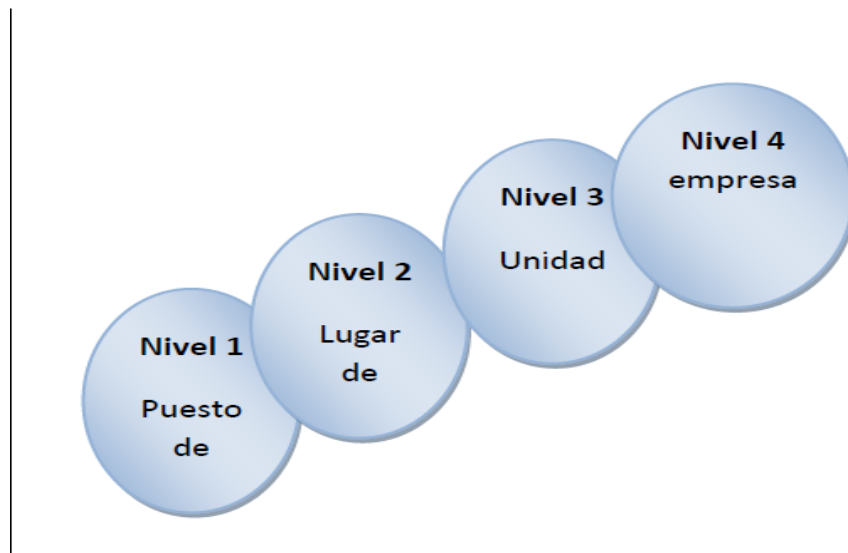 Nivel 1
Puesto
de
Nivel 2
Lugar
de
Nivel 3
Unidad
Nivel 4
empresa